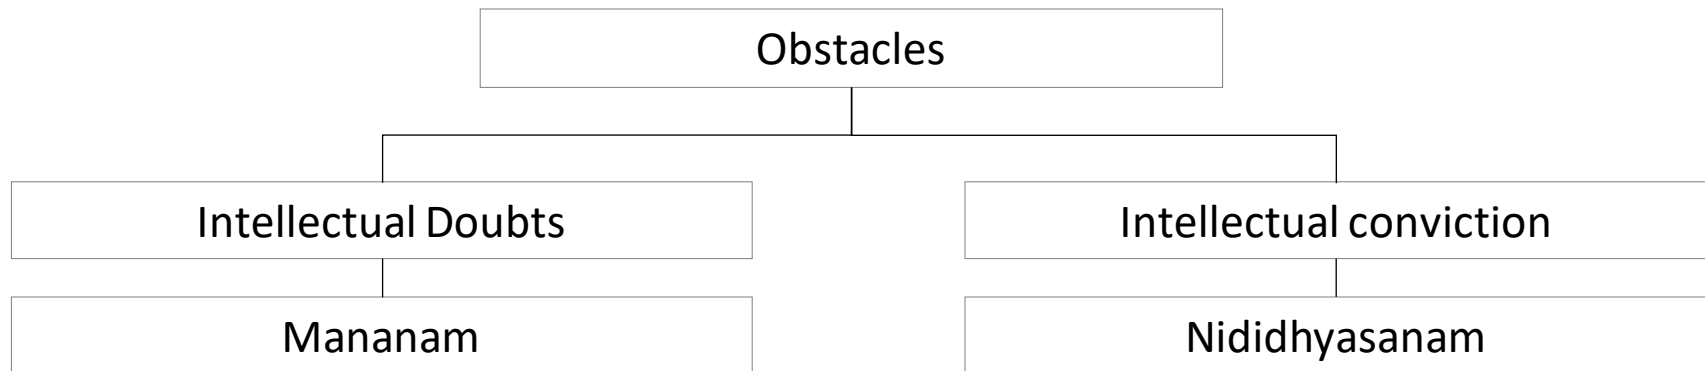 Obstacles
Intellectual Doubts
Intellectual conviction
Mananam
Nididhyasanam